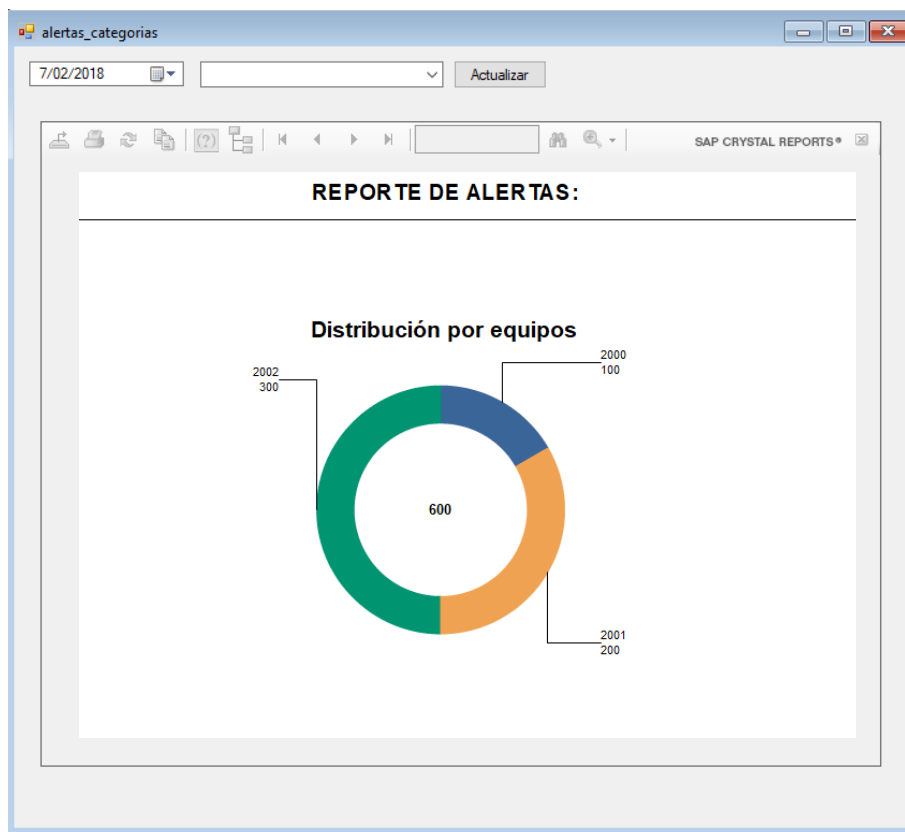 alertas_categorias
7/02/2018
Actualizar
(?)
SAP CRYSTAL REPORTS®
REPORTE DE ALERTAS:
Distribución por equipos
2000
100
2002
300
600
2001
200